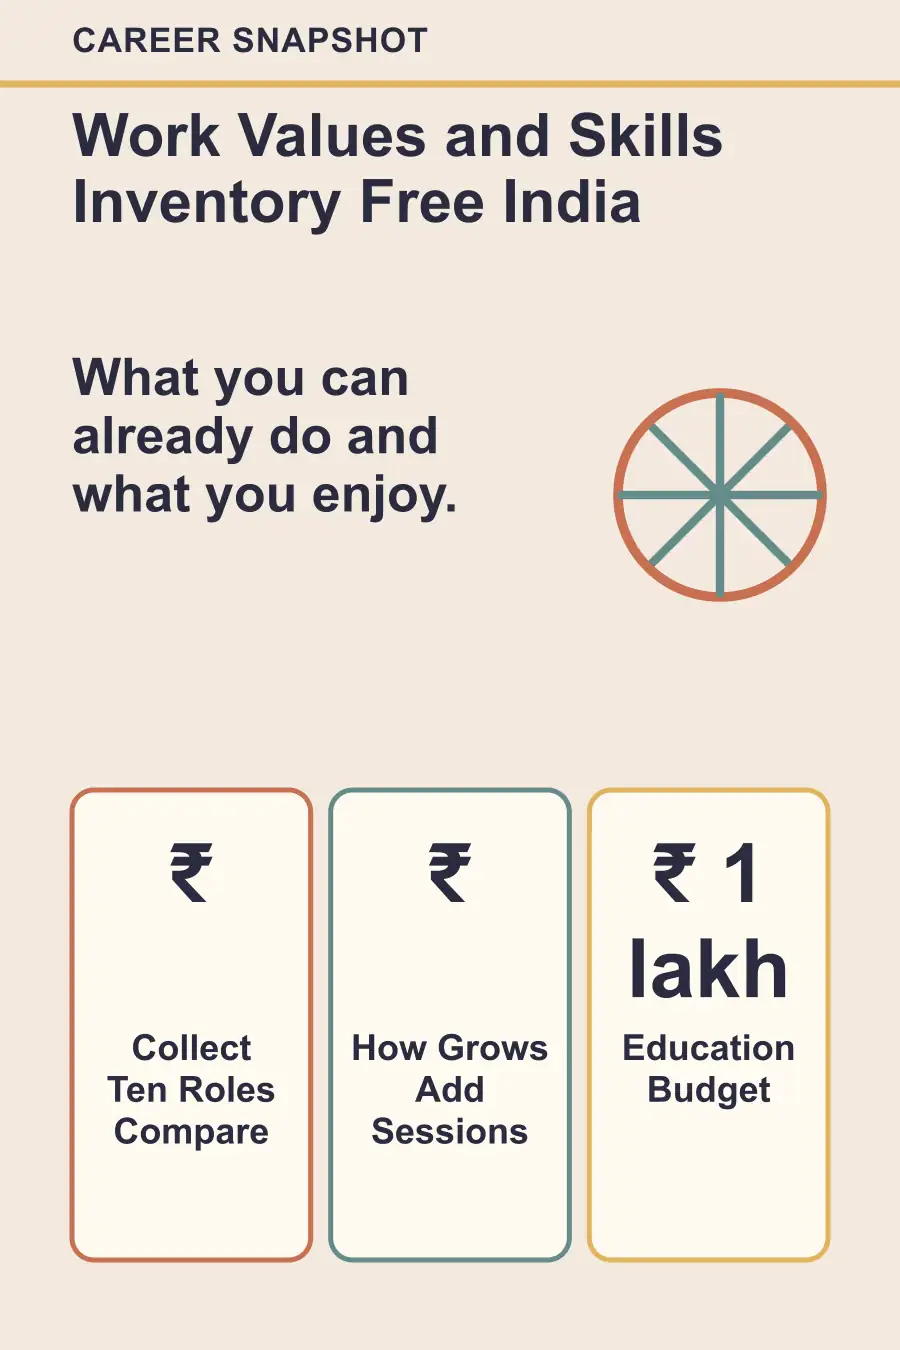 CAREER SNAPSHOT
Work Values and Skills
Inventory Free India
What you can
already do and
what you enjoy.
₹
Collect
Ten Roles
Compare
₹
How Grows
Add
Sessions
₹ 1
lakh
Education
Budget